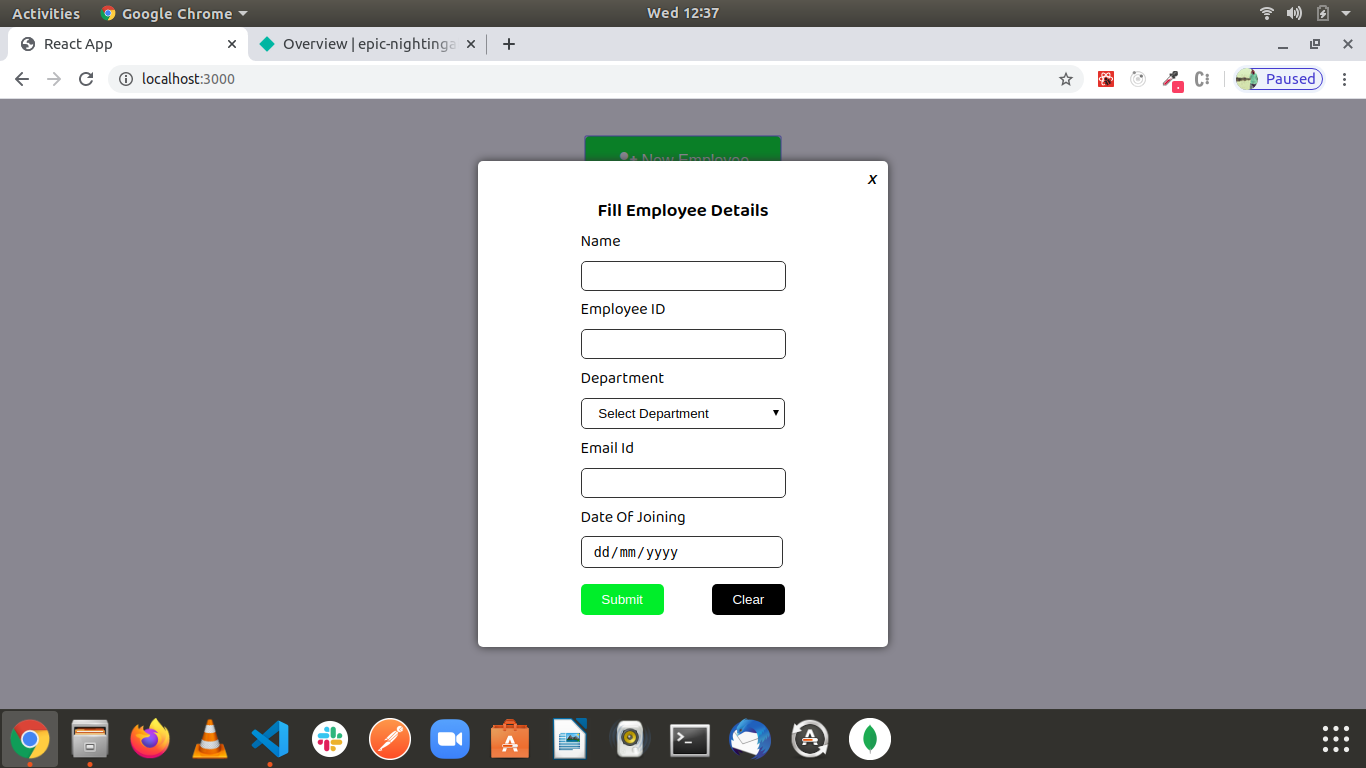 Activities Google Chrome Wed 12:37
React App Overview | epic-nightinga
localhost:3000 Paused
New Employee
X
Fill Employee Details
Name
Employee ID
Department
Select Department
Email Id
Date Of Joining
dd/mm/yyyy
Submit Clear